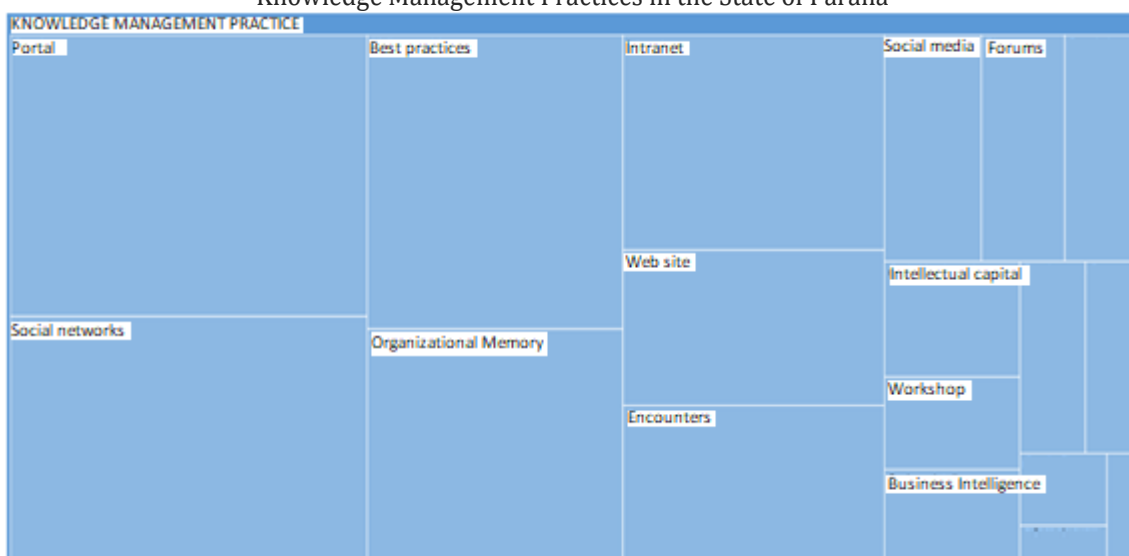 Knowledge Management Practices in the State of Paraná
KNOWLEDGE MANAGEMENT PRACTICE
Portal
Best practices
Intranet
Social media
Forums
Web site
Intellectual capital
Social networks
Organizational Memory
Workshop
Encounters
Business Intelligence